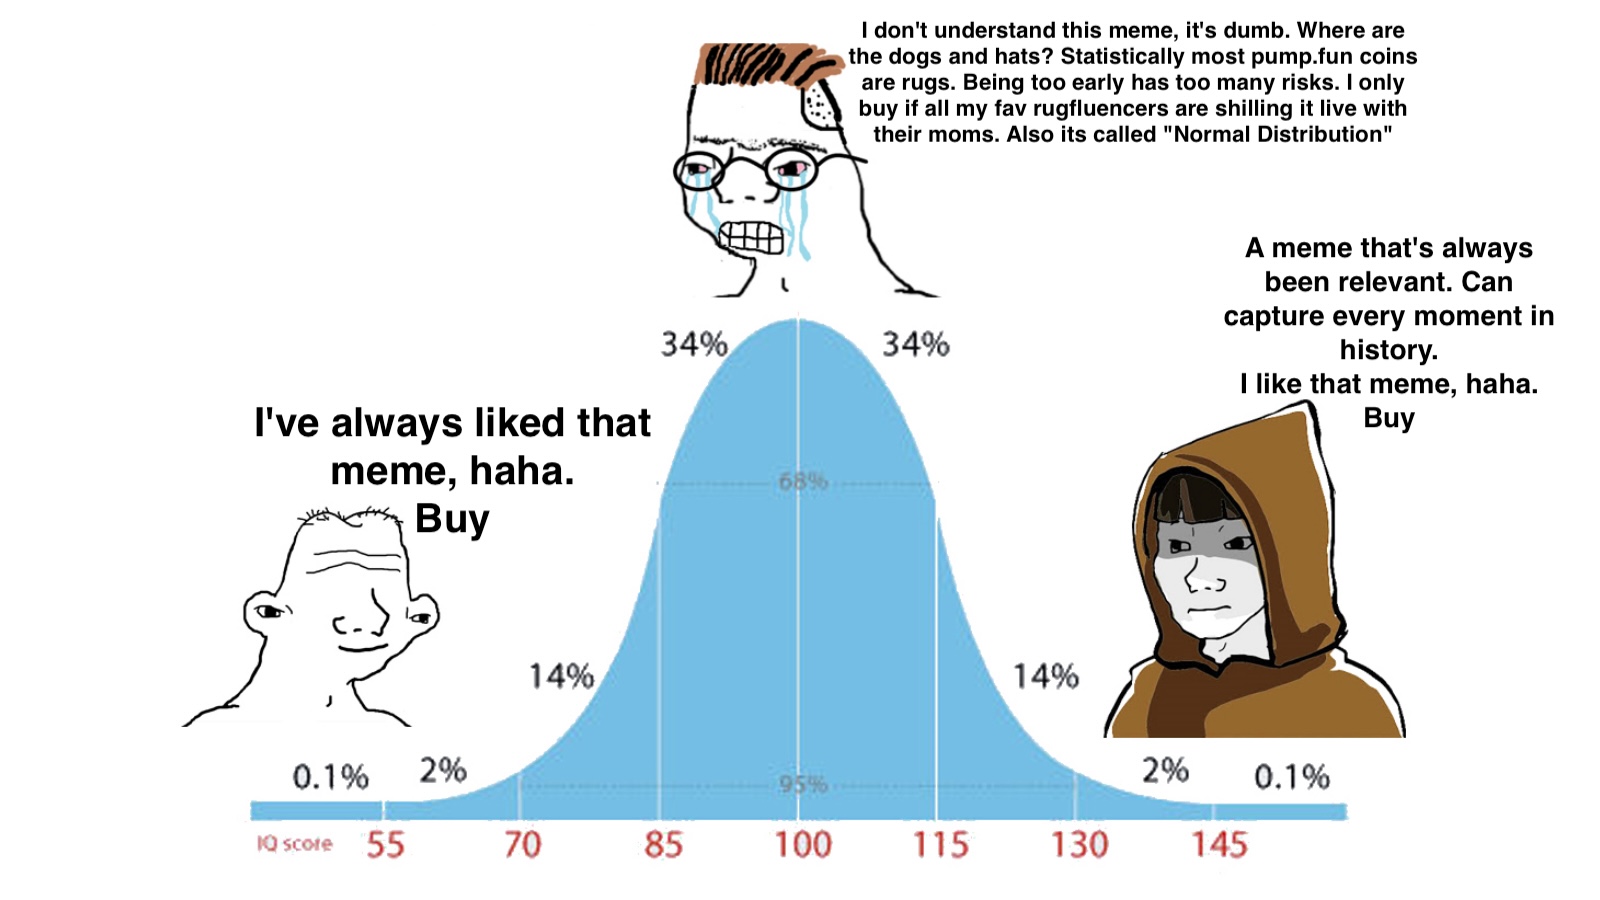 I don't understand this meme, it's dumb. Where are
the dogs and hats? Statistically most pump.fun coins
are rugs. Being too early has too many risks. I only
buy if all my fav rugfluencers are shilling it live with
their moms. Also its called "Normal Distribution"
A meme that's always
been relevant. Can
capture every moment in
history.
I like that meme, haha.
Buy
I've always liked that
meme, haha.
Buy
34%
34%
68%
14%
14%
0.1%
2%
95%
2%
0.1%
IQ score
55
70
85
100
115
130
145